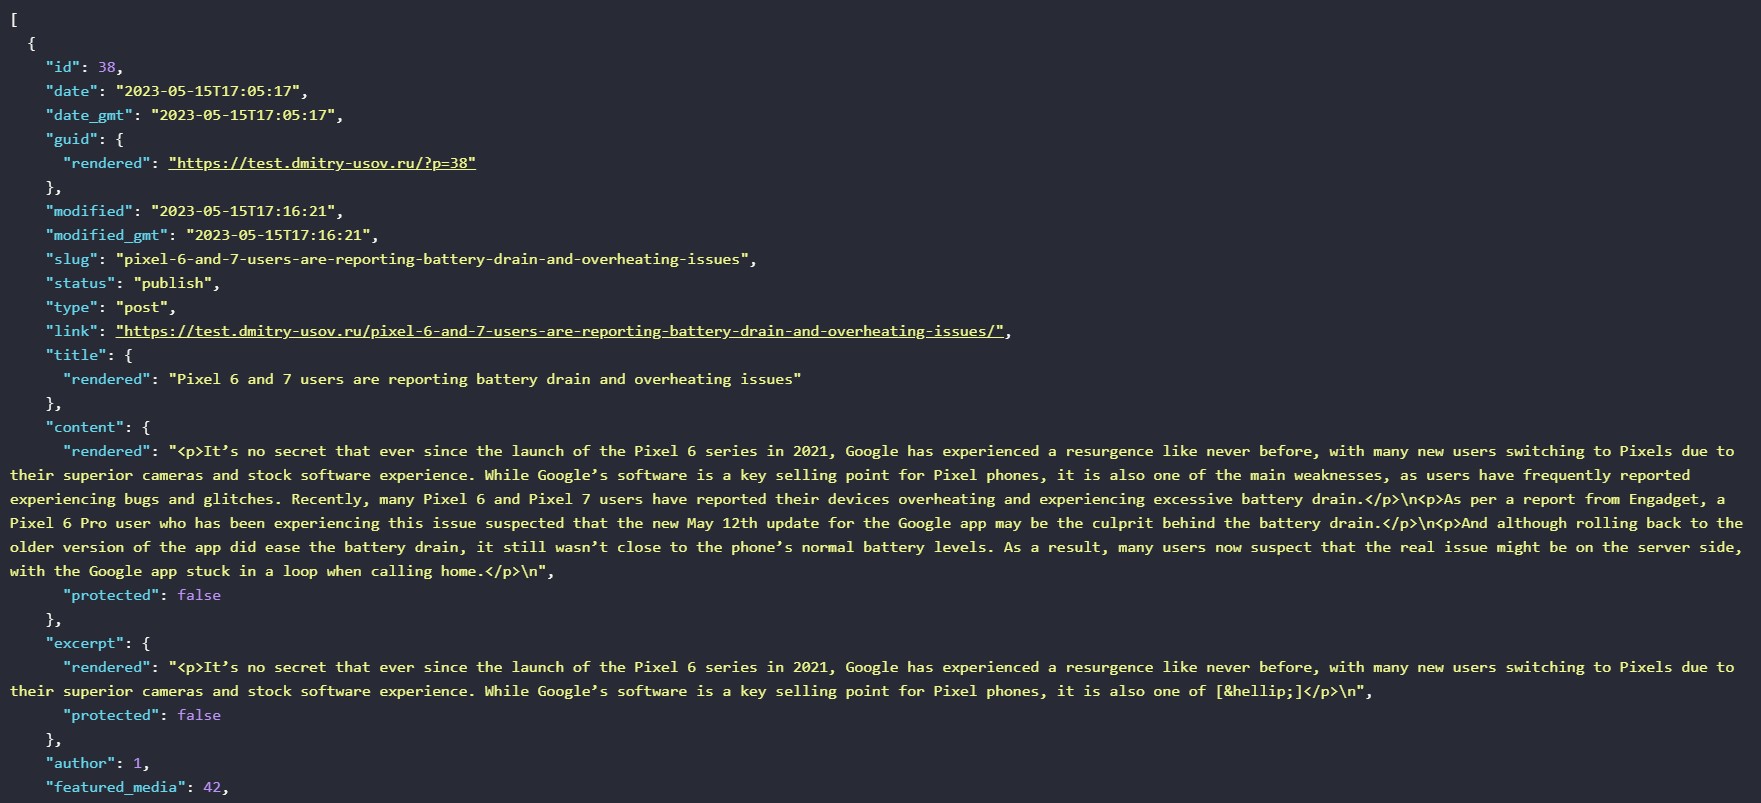 [
  {
    "id": 38,
    "date": "2023-05-15T17:05:17",
    "date_gmt": "2023-05-15T17:05:17",
    "guid": {
      "rendered": "https://test.dmitry-usov.ru/?p=38"
    },
    "modified": "2023-05-15T17:16:21",
    "modified_gmt": "2023-05-15T17:16:21",
    "slug": "pixel-6-and-7-users-are-reporting-battery-drain-and-overheating-issues",
    "status": "publish",
    "type": "post",
    "link": "https://test.dmitry-usov.ru/pixel-6-and-7-users-are-reporting-battery-drain-and-overheating-issues/",
    "title": {
      "rendered": "Pixel 6 and 7 users are reporting battery drain and overheating issues"
    },
    "content": {
      "rendered": "<p>It’s no secret that ever since the launch of the Pixel 6 series in 2021, Google has experienced a resurgence like never before, with many new users switching to Pixels due to
their superior cameras and stock software experience. While Google’s software is a key selling point for Pixel phones, it is also one of the main weaknesses, as users have frequently reported
experiencing bugs and glitches. Recently, many Pixel 6 and Pixel 7 users have reported their devices overheating and experiencing excessive battery drain.</p>\n<p>As per a report from Engadget, a
Pixel 6 Pro user who has been experiencing this issue suspected that the new May 12th update for the Google app may be the culprit behind the battery drain.</p>\n<p>And although rolling back to the
older version of the app did ease the battery drain, it still wasn’t close to the phone’s normal battery levels. As a result, many users now suspect that the real issue might be on the server side,
with the Google app stuck in a loop when calling home.</p>\n",
      "protected": false
    },
    "excerpt": {
      "rendered": "<p>It’s no secret that ever since the launch of the Pixel 6 series in 2021, Google has experienced a resurgence like never before, with many new users switching to Pixels due to
their superior cameras and stock software experience. While Google’s software is a key selling point for Pixel phones, it is also one of [&hellip;]</p>\n",
      "protected": false
    },
    "author": 1,
    "featured_media": 42,